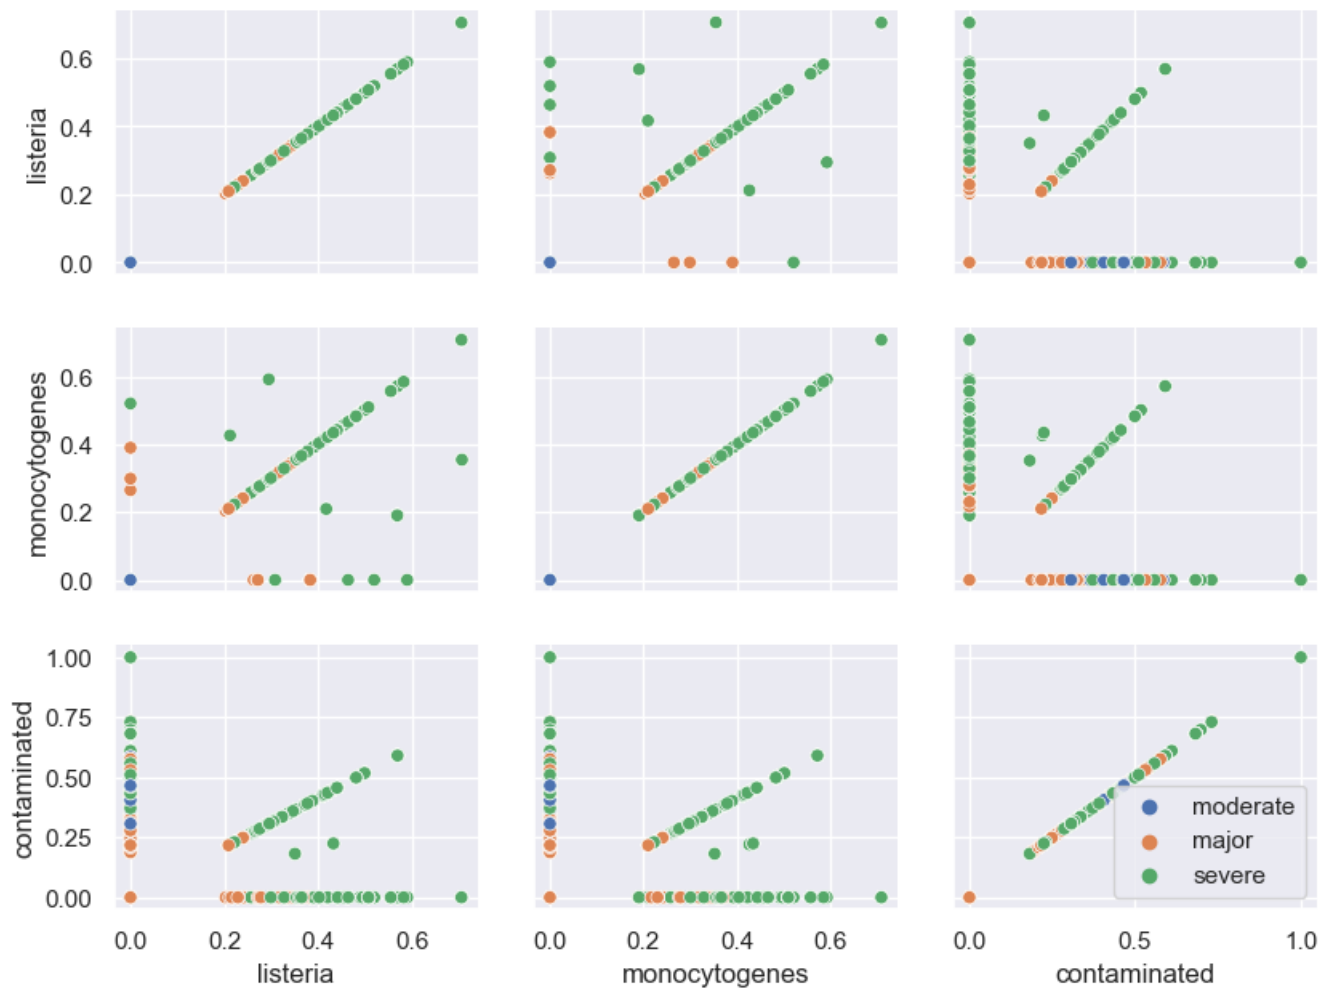 listeria
0.6
0.4
0.2
0.0
monocytogenes
0.6
0.4
0.2
0.0
contaminated
1.00
0.75
0.50
0.25
0.00
moderate
major
severe
0.0 0.2 0.4 0.6 0.0 0.2 0.4 0.6 0.0 0.5 1.0
listeria monocytogenes contaminated